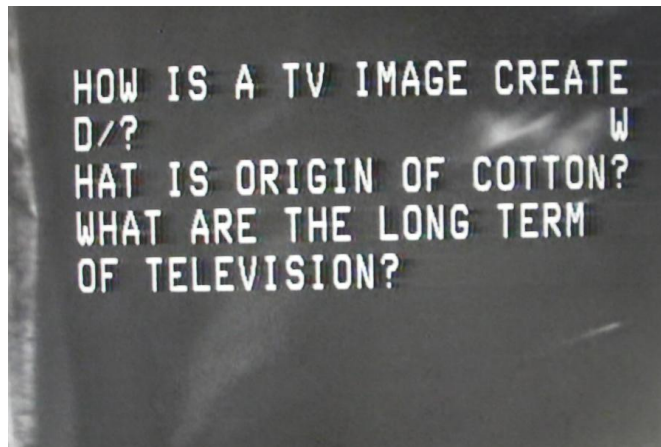 HOW IS A TV IMAGE CREATE
D/? W
HAT IS ORIGIN OF COTTON?
WHAT ARE THE LONG TERM
OF TELEVISION?